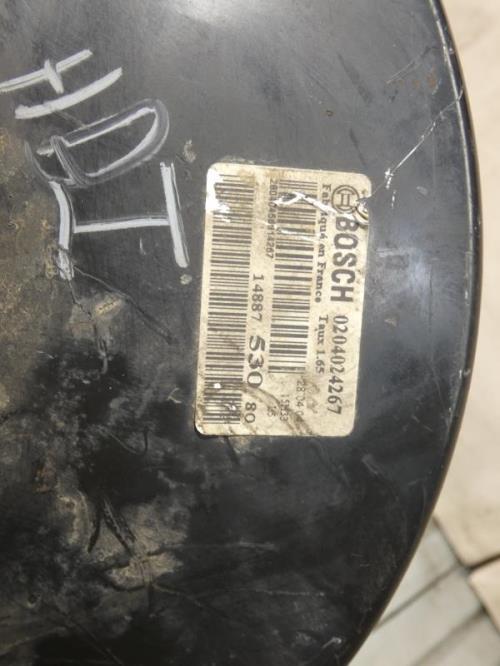 HDI
BOSCH 0204024267
Fabriqué en France Taux 1.65
14887 530 80